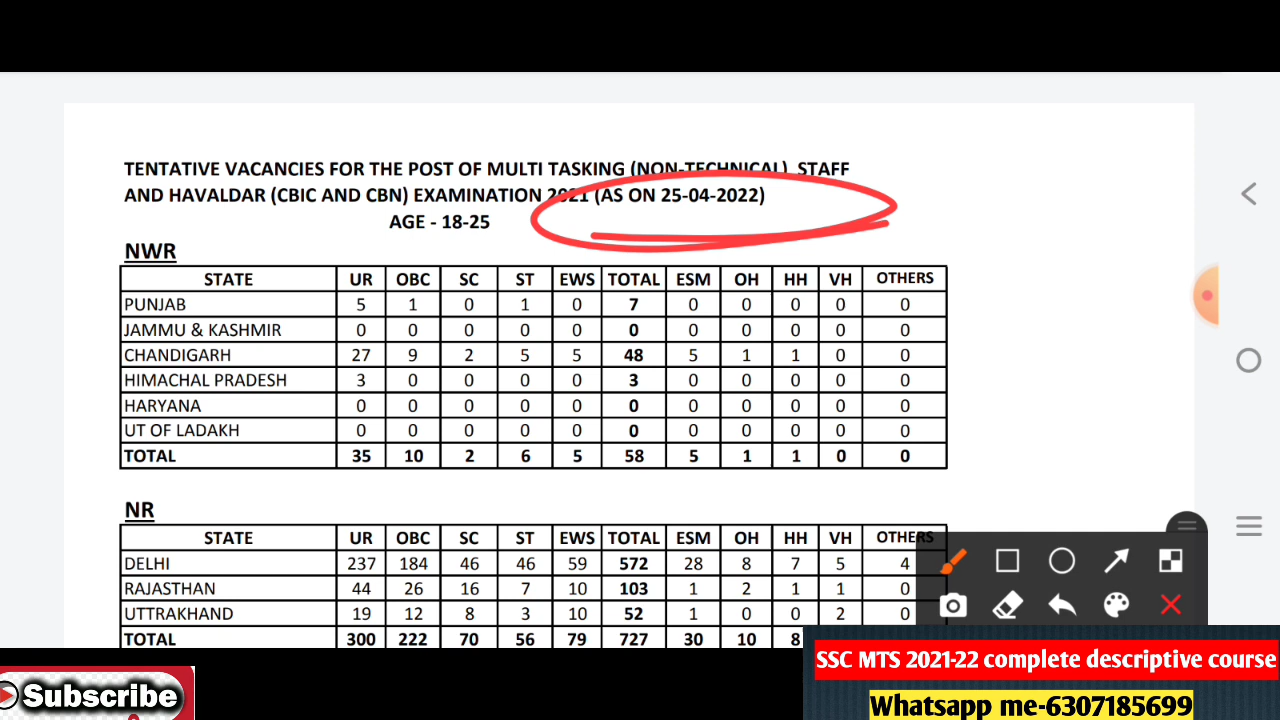 TENTATIVE VACANCIES FOR THE POST OF MULTI TASKING (NON-TECHNICAL) STAFF
AND HAVALDAR (CBIC AND CBN) EXAMINATION 2021 (AS ON 25-04-2022)
AGE - 18-25
NWR
STATE UR OBC SC ST EWS TOTAL ESM OH HH VH OTHERS
PUNJAB 5 1 0 1 0 7 0 0 0 0 0
JAMMU & KASHMIR 0 0 0 0 0 0 0 0 0 0 0
CHANDIGARH 27 9 2 5 5 48 5 1 1 0 0
HIMACHAL PRADESH 3 0 0 0 0 3 0 0 0 0 0
HARYANA 0 0 0 0 0 0 0 0 0 0 0
UT OF LADAKH 0 0 0 0 0 0 0 0 0 0 0
TOTAL 35 10 2 6 5 58 5 1 1 0 0
NR
STATE UR OBC SC ST EWS TOTAL ESM OH HH VH OTHERS
DELHI 237 184 46 46 59 572 28 8 7 5 4
RAJASTHAN 44 26 16 7 10 103 1 2 1 1 0
UTTRAKHAND 19 12 8 3 10 52 1 0 0 2 0
TOTAL 300 222 70 56 79 727 30 10 8
SSC MTS 2021-22 complete descriptive course
Subscribe
Whatsapp me-6307185699